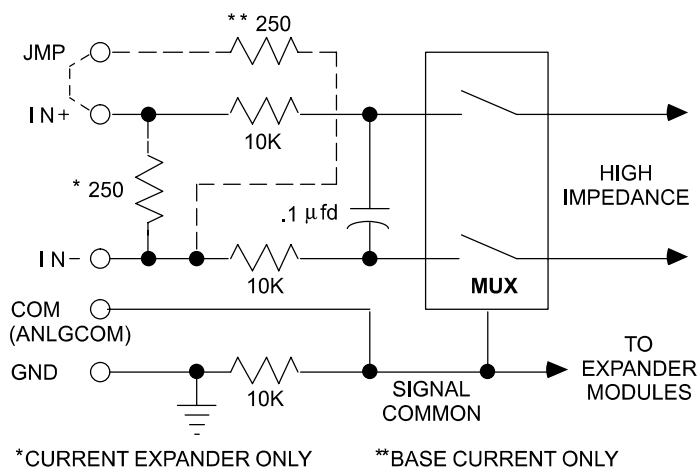 ** 250
JMP
IN+
10K
* 250
HIGH
IMPEDANCE
.1 μfd
IN-
10K
MUX
COM
(ANLGCOM)
GND
10K
SIGNAL
COMMON
TO
EXPANDER
MODULES
*CURRENT EXPANDER ONLY
**BASE CURRENT ONLY